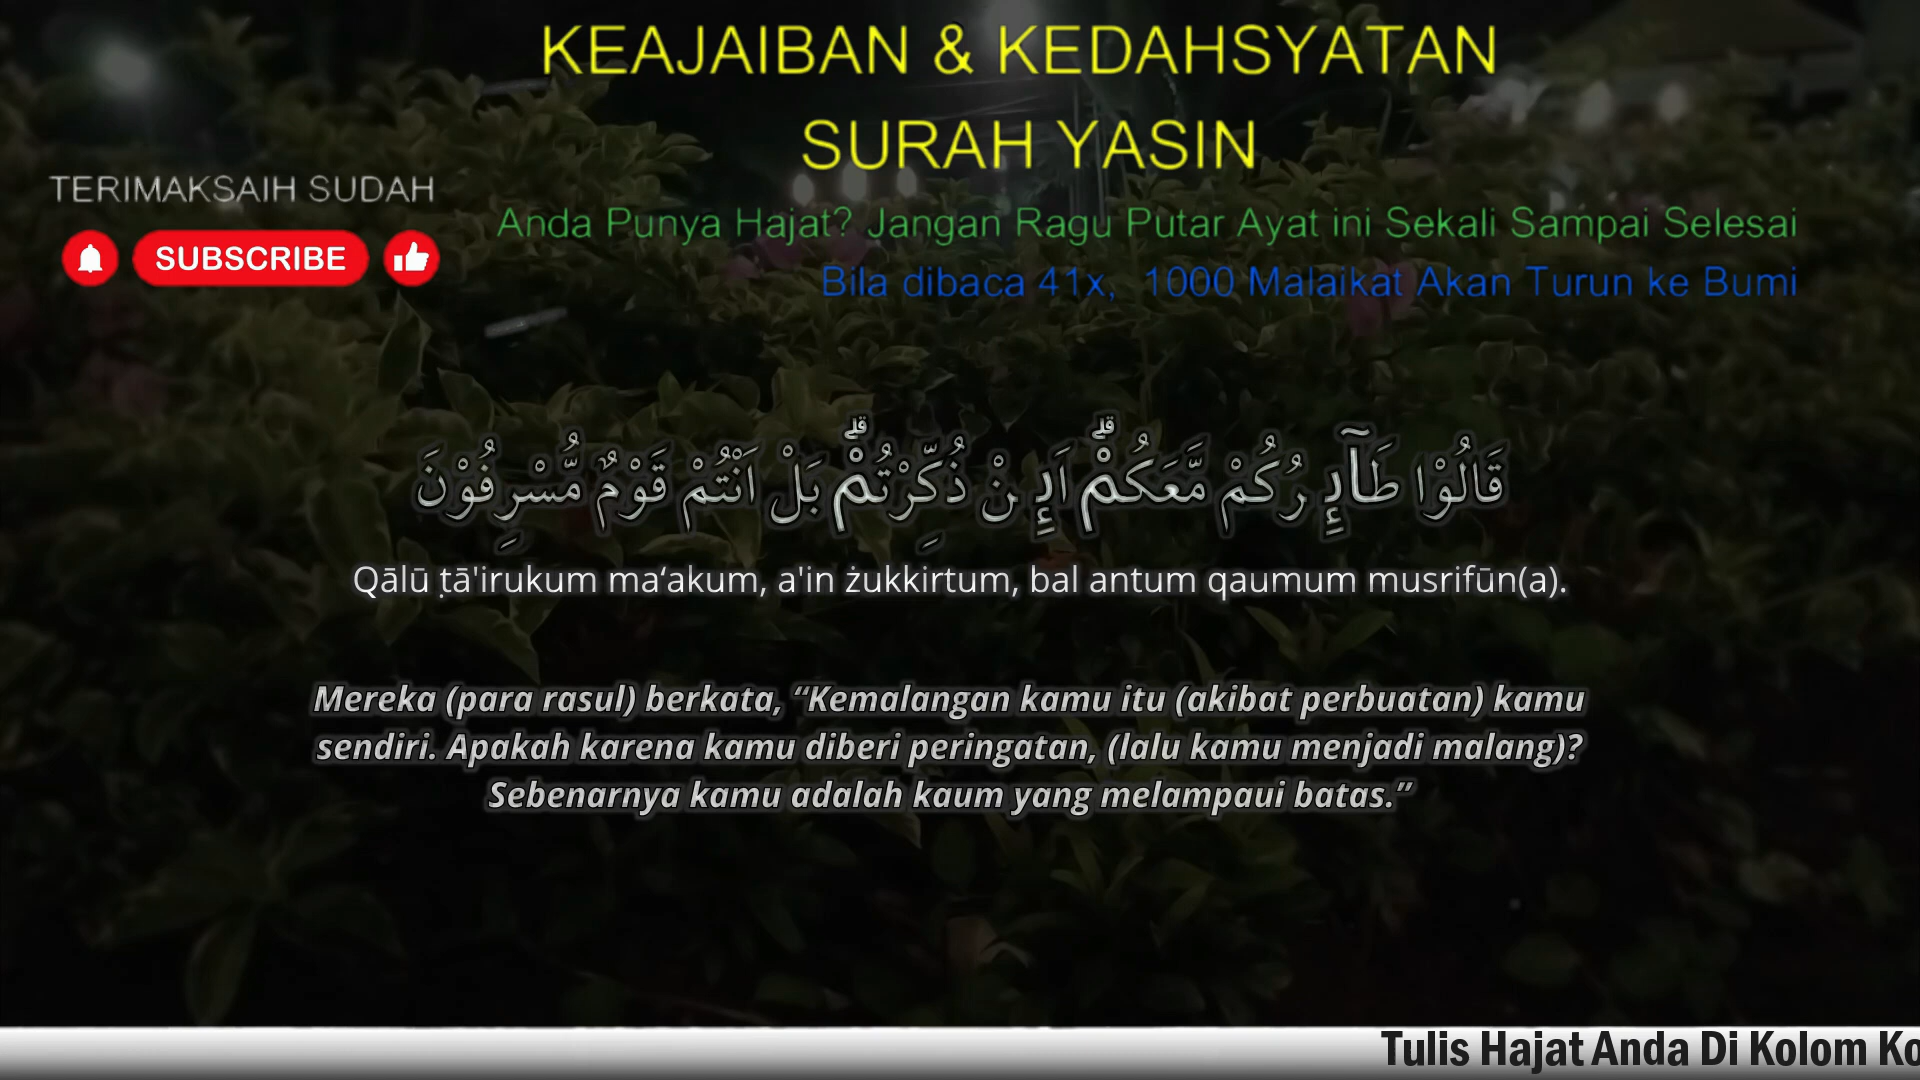 KEAJAIBAN & KEDAHSYATAN
SURAH YASIN
TERIMAKSAIH SUDAH
SUBSCRIBE
Anda Punya Hajat? Jangan Ragu Putar Ayat ini Sekali Sampai Selesai
Bila dibaca 41x, 1000 Malaikat Akan Turun ke Bumi
قَالُوْا طَاۤىِٕرُكُمْ مَّعَكُمْۗ اَىِٕنْ ذُكِّرْتُمْۗ بَلْ اَنْتُمْ قَوْمٌ مُّسْرِفُوْنَ
Qālū ṭā'irukum ma‘akum, a'in żukkirtum, bal antum qaumum musrifūn(a).
Mereka (para rasul) berkata, “Kemalangan kamu itu (akibat perbuatan) kamu
sendiri. Apakah karena kamu diberi peringatan, (lalu kamu menjadi malang)?
Sebenarnya kamu adalah kaum yang melampaui batas.”
Tulis Hajat Anda Di Kolom Ko